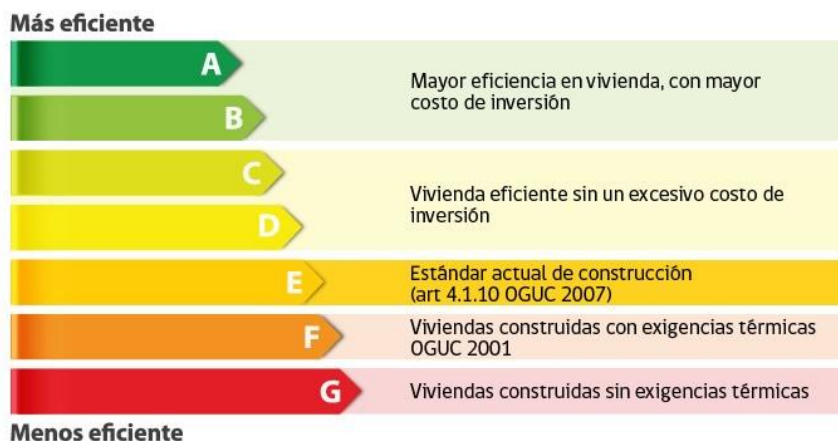 Más eficiente
A
Mayor eficiencia en vivienda, con mayor
costo de inversión
B
C
Vivienda eficiente sin un excesivo costo de
inversión
D
E
Estándar actual de construcción
(art 4.1.10 OGUC 2007)
F
Viviendas construidas con exigencias térmicas
OGUC 2001
G
Viviendas construidas sin exigencias térmicas
Menos eficiente